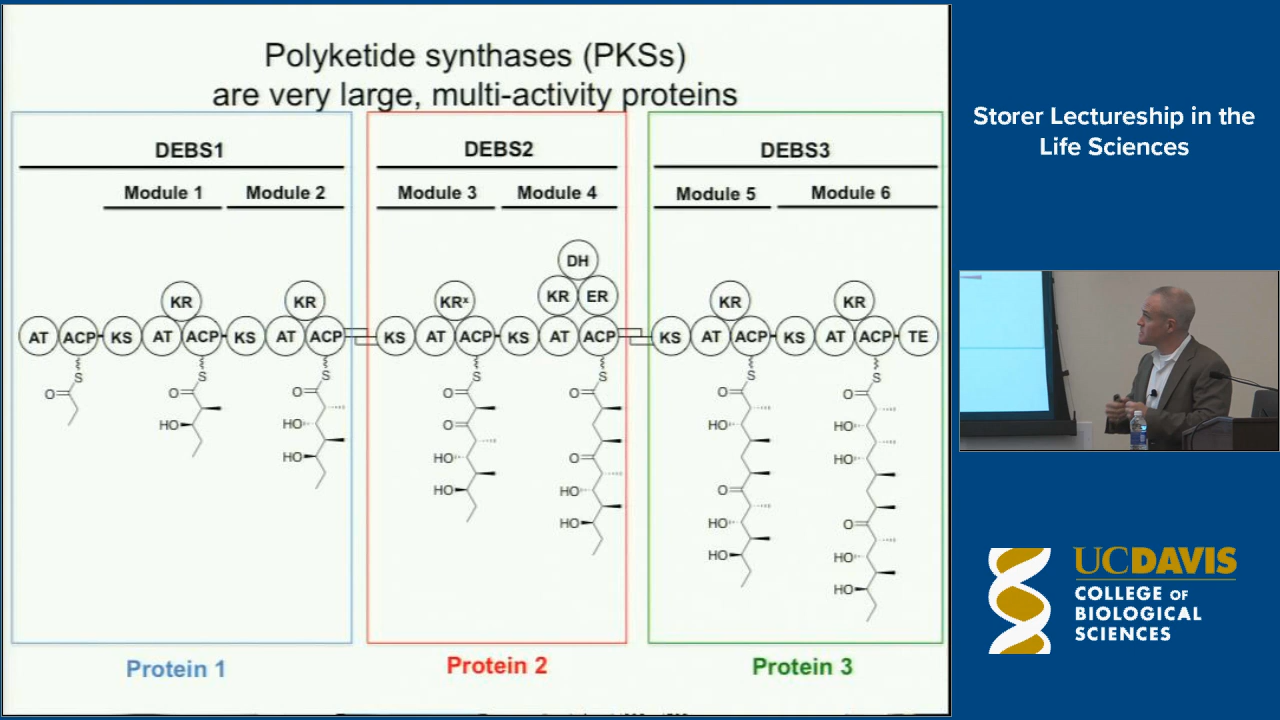 Polyketide synthases (PKSs)
are very large, multi-activity proteins
DEBS1
Module 1 Module 2
KR KR
AT ACP KS AT ACP KS AT ACP
S S S
O O O
HO HO
HO
Protein 1
DEBS2
Module 3 Module 4
DH
KRˣ KR ER
KS AT ACP KS AT ACP
S S
O O
O
HO O
HO HO
HO
Protein 2
DEBS3
Module 5 Module 6
KR KR
KS AT ACP KS AT ACP TE
S S
O O
HO HO
HO
O
HO O
HO HO
HO
Protein 3
Storer Lectureship in the
Life Sciences
UCDAVIS
COLLEGE OF
BIOLOGICAL
SCIENCES